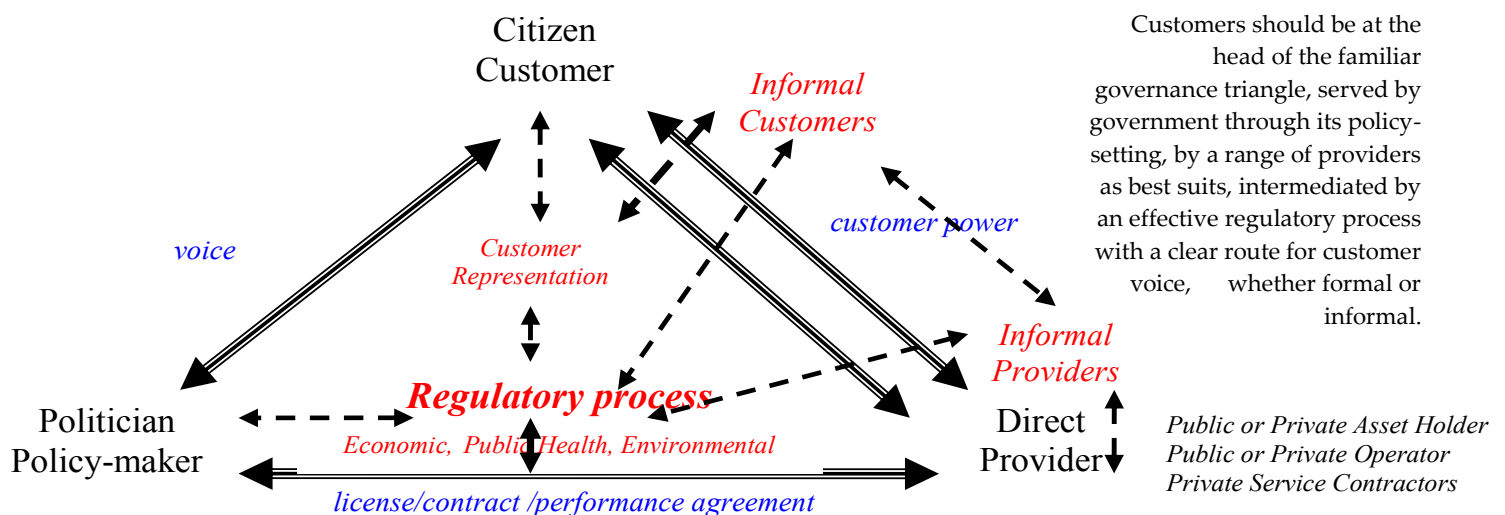 Citizen
Customer
Informal
Customers
Customers should be at the
head of the familiar
governance triangle, served by
government through its policy-
setting, by a range of providers
as best suits, intermediated by
an effective regulatory process
with a clear route for customer
voice, whether formal or
informal.
voice
Customer
Representation
customer power
Informal
Providers
Regulatory process
Economic, Public Health, Environmental
Politician
Policy-maker
Direct
Provider
Public or Private Asset Holder
Public or Private Operator
Private Service Contractors
license/contract /performance agreement